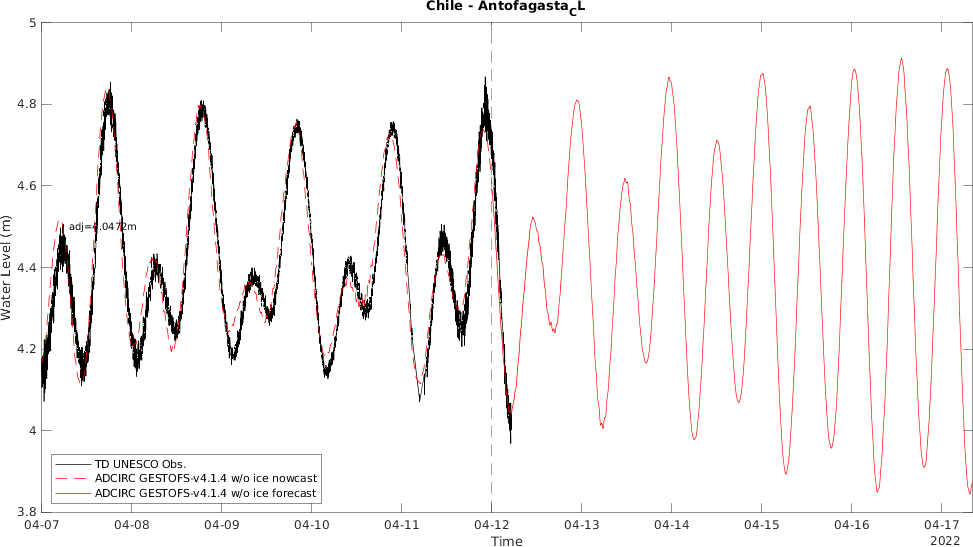 Chile - Antofagasta_CL
5
4.8
4.6
4.4
4.2
4
3.8
Water Level (m)
TD UNESCO Obs.
ADCIRC GESTOFS-v4.1.4 w/o ice nowcast
ADCIRC GESTOFS-v4.1.4 w/o ice forecast
04-07 04-08 04-09 04-10 04-11 04-12 04-13 04-14 04-15 04-16 04-17
Time
2022